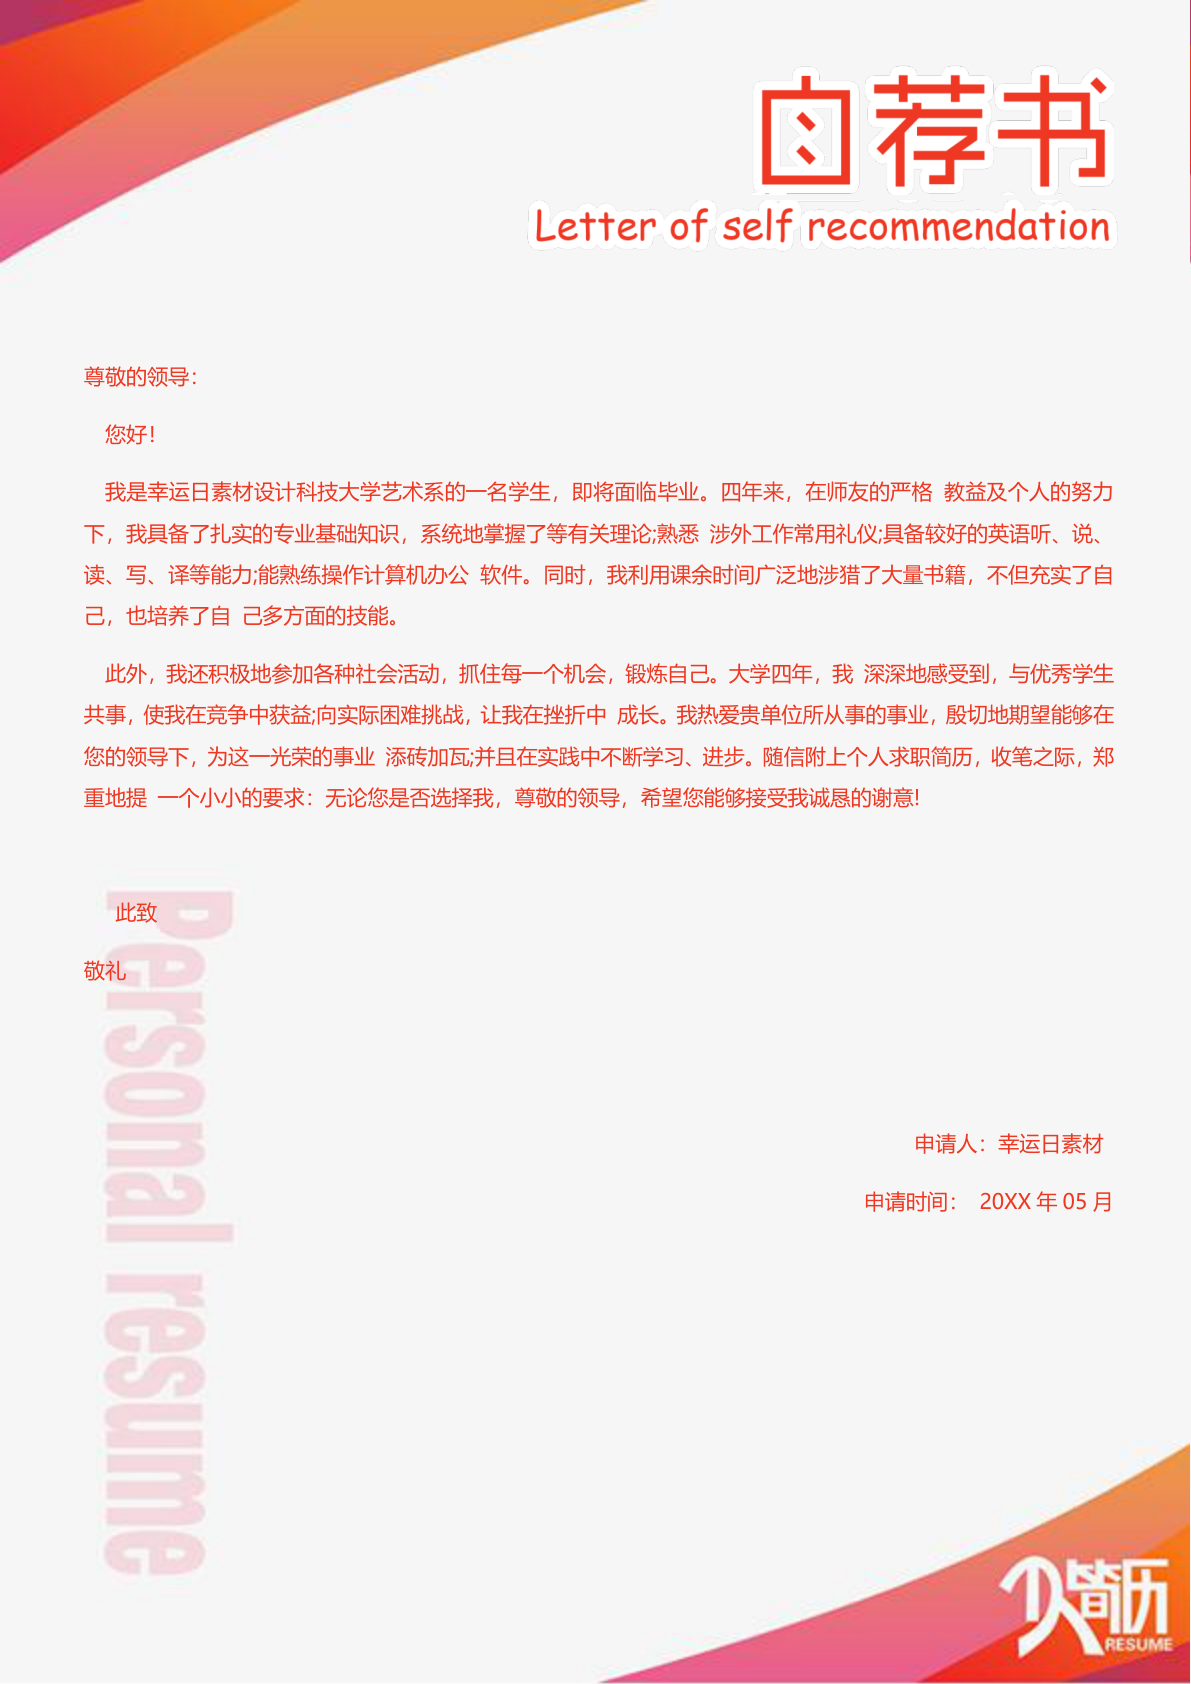 自荐书
Letter of self recommendation
尊敬的领导：
您好！
我是幸运日素材设计科技大学艺术系的一名学生，即将面临毕业。四年来，在师友的严格 教益及个人的努力
下，我具备了扎实的专业基础知识，系统地掌握了等有关理论;熟悉 涉外工作常用礼仪;具备较好的英语听、说、
读、写、译等能力;能熟练操作计算机办公 软件。同时，我利用课余时间广泛地涉猎了大量书籍，不但充实了自
己，也培养了自 己多方面的技能。
此外，我还积极地参加各种社会活动，抓住每一个机会，锻炼自己。大学四年，我 深深地感受到，与优秀学生
共事，使我在竞争中获益;向实际困难挑战，让我在挫折中 成长。我热爱贵单位所从事的事业，殷切地期望能够在
您的领导下，为这一光荣的事业 添砖加瓦;并且在实践中不断学习、进步。随信附上个人求职简历，收笔之际，郑
重地提 一个小小的要求：无论您是否选择我，尊敬的领导，希望您能够接受我诚恳的谢意！
此致
敬礼
Personal resume
申请人：幸运日素材
申请时间： 20XX 年 05 月
个人简历
RESUME